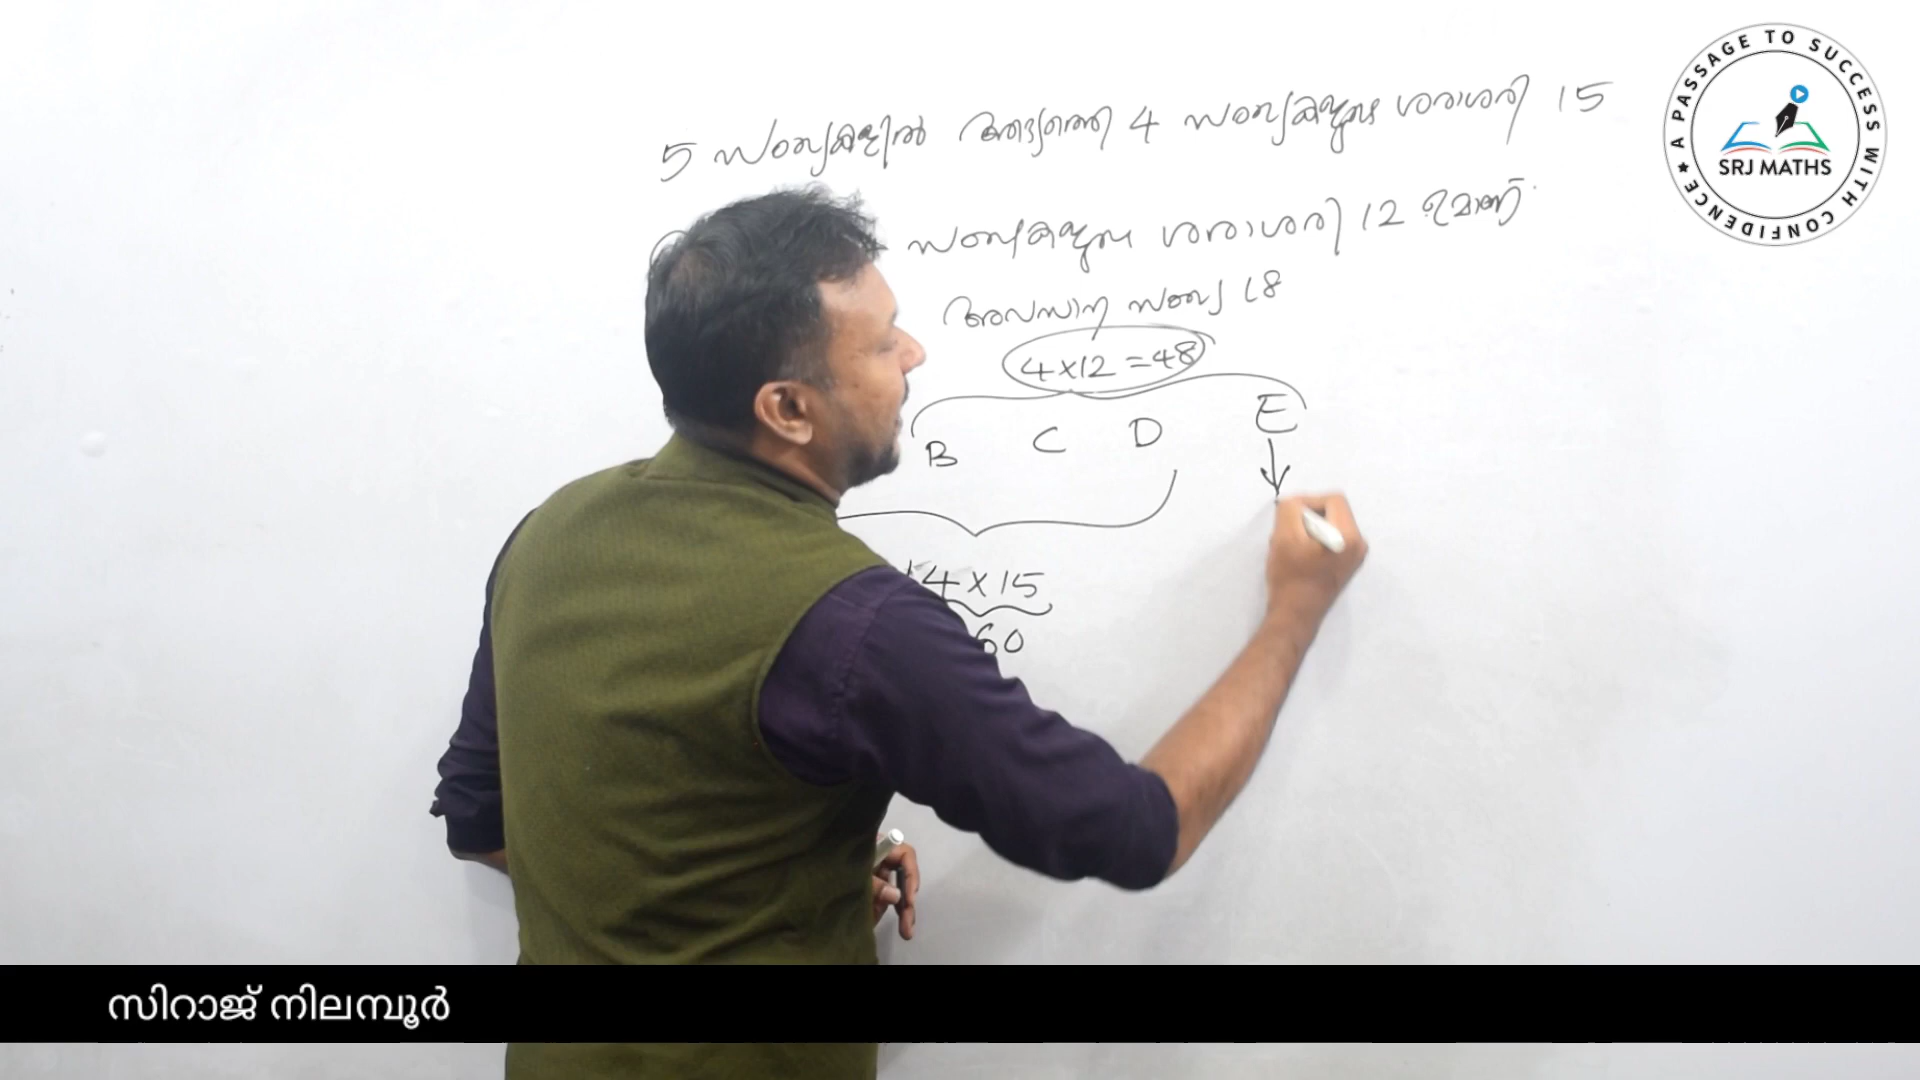 5 സംഖ്യകളിൽ ആദ്യത്തെ 4 സംഖ്യകളുടെ ശരാശരി 15
സംഖ്യകളുടെ ശരാശരി 12 ഉമാണ്.
അവസാന സംഖ്യ 18
4×12=48
B C D E
4×15
60
A PASSAGE TO SUCCESS WITH CONFIDENCE
SRJ MATHS
സിറാജ് നിലമ്പൂർ